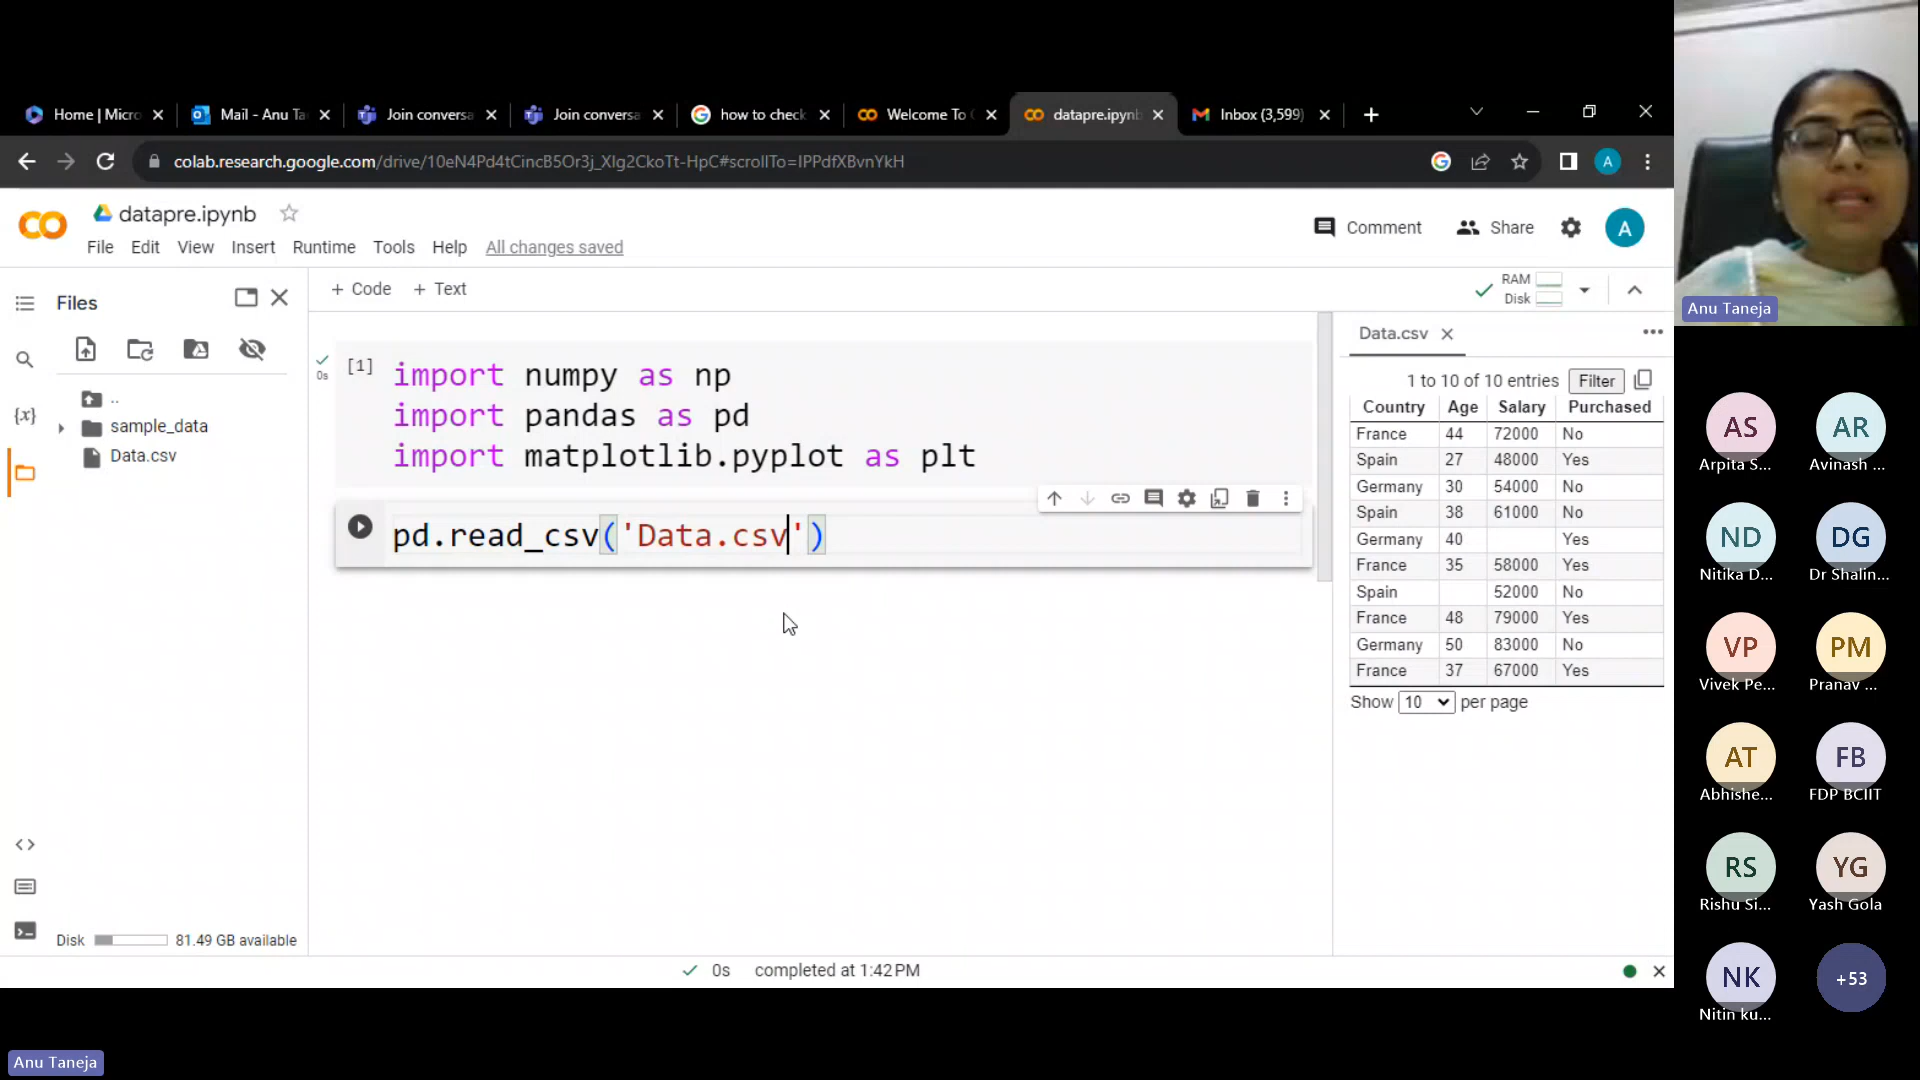 Home | Micro
Mail - Anu Ta
Join conversa
Join conversa
how to check
Welcome To
datapre.ipynb
Inbox (3,599)
colab.research.google.com/drive/10eN4Pd4tCincB5Or3j_XIg2CkoTt-HpC#scrollTo=IPPdfXBvnYkH
A
datapre.ipynb
File Edit View Insert Runtime Tools Help All changes saved
Comment
Share
A
Files
+ Code + Text
RAM
Disk
..
sample_data
Data.csv
{x}
Disk 81.49 GB available
[1]
0s
import numpy as np
import pandas as pd
import matplotlib.pyplot as plt
pd.read_csv('Data.csv')
Data.csv
1 to 10 of 10 entries Filter
Country Age Salary Purchased
France 44 72000 No
Spain 27 48000 Yes
Germany 30 54000 No
Spain 38 61000 No
Germany 40 Yes
France 35 58000 Yes
Spain 52000 No
France 48 79000 Yes
Germany 50 83000 No
France 37 67000 Yes
Show 10 per page
0s completed at 1:42 PM
Anu Taneja
AS
Arpita S...
AR
Avinash ...
ND
Nitika D...
DG
Dr Shalin...
VP
Vivek Pe...
PM
Pranav ...
AT
Abhishe...
FB
FDP BCIIT
RS
Rishu Si...
YG
Yash Gola
NK
Nitin ku...
+53
Anu Taneja